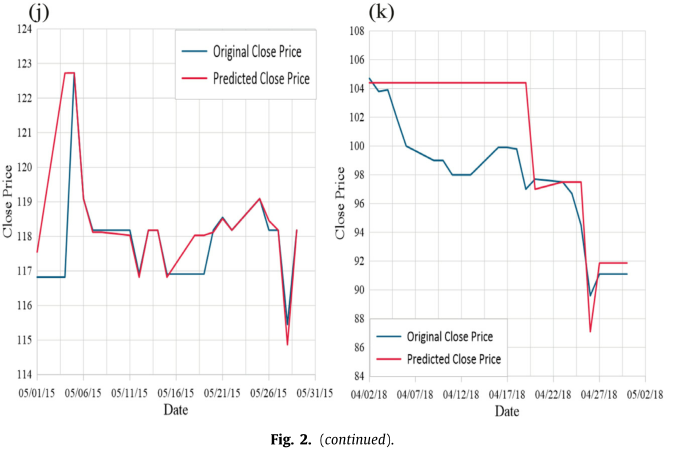 (j)
124
123
122
121
120
119
118
117
116
115
114
Close Price
Original Close Price
Predicted Close Price
05/01/15 05/06/15 05/11/15 05/16/15 05/21/15 05/26/15 05/31/15
Date
(k)
108
106
104
102
100
98
96
94
92
90
88
86
84
Close Price
Original Close Price
Predicted Close Price
04/02/18 04/07/18 04/12/18 04/17/18 04/22/18 04/27/18 05/02/18
Date
Fig. 2. (continued).